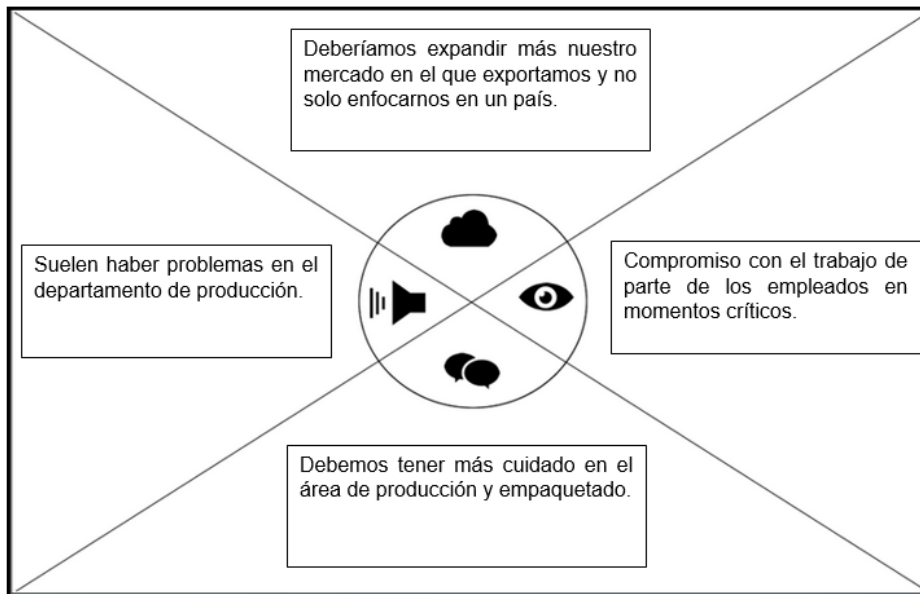 Deberíamos expandir más nuestro
mercado en el que exportamos y no
solo enfocarnos en un país.
Suelen haber problemas en el
departamento de producción.
Compromiso con el trabajo de
parte de los empleados en
momentos críticos.
Debemos tener más cuidado en el
área de producción y empaquetado.